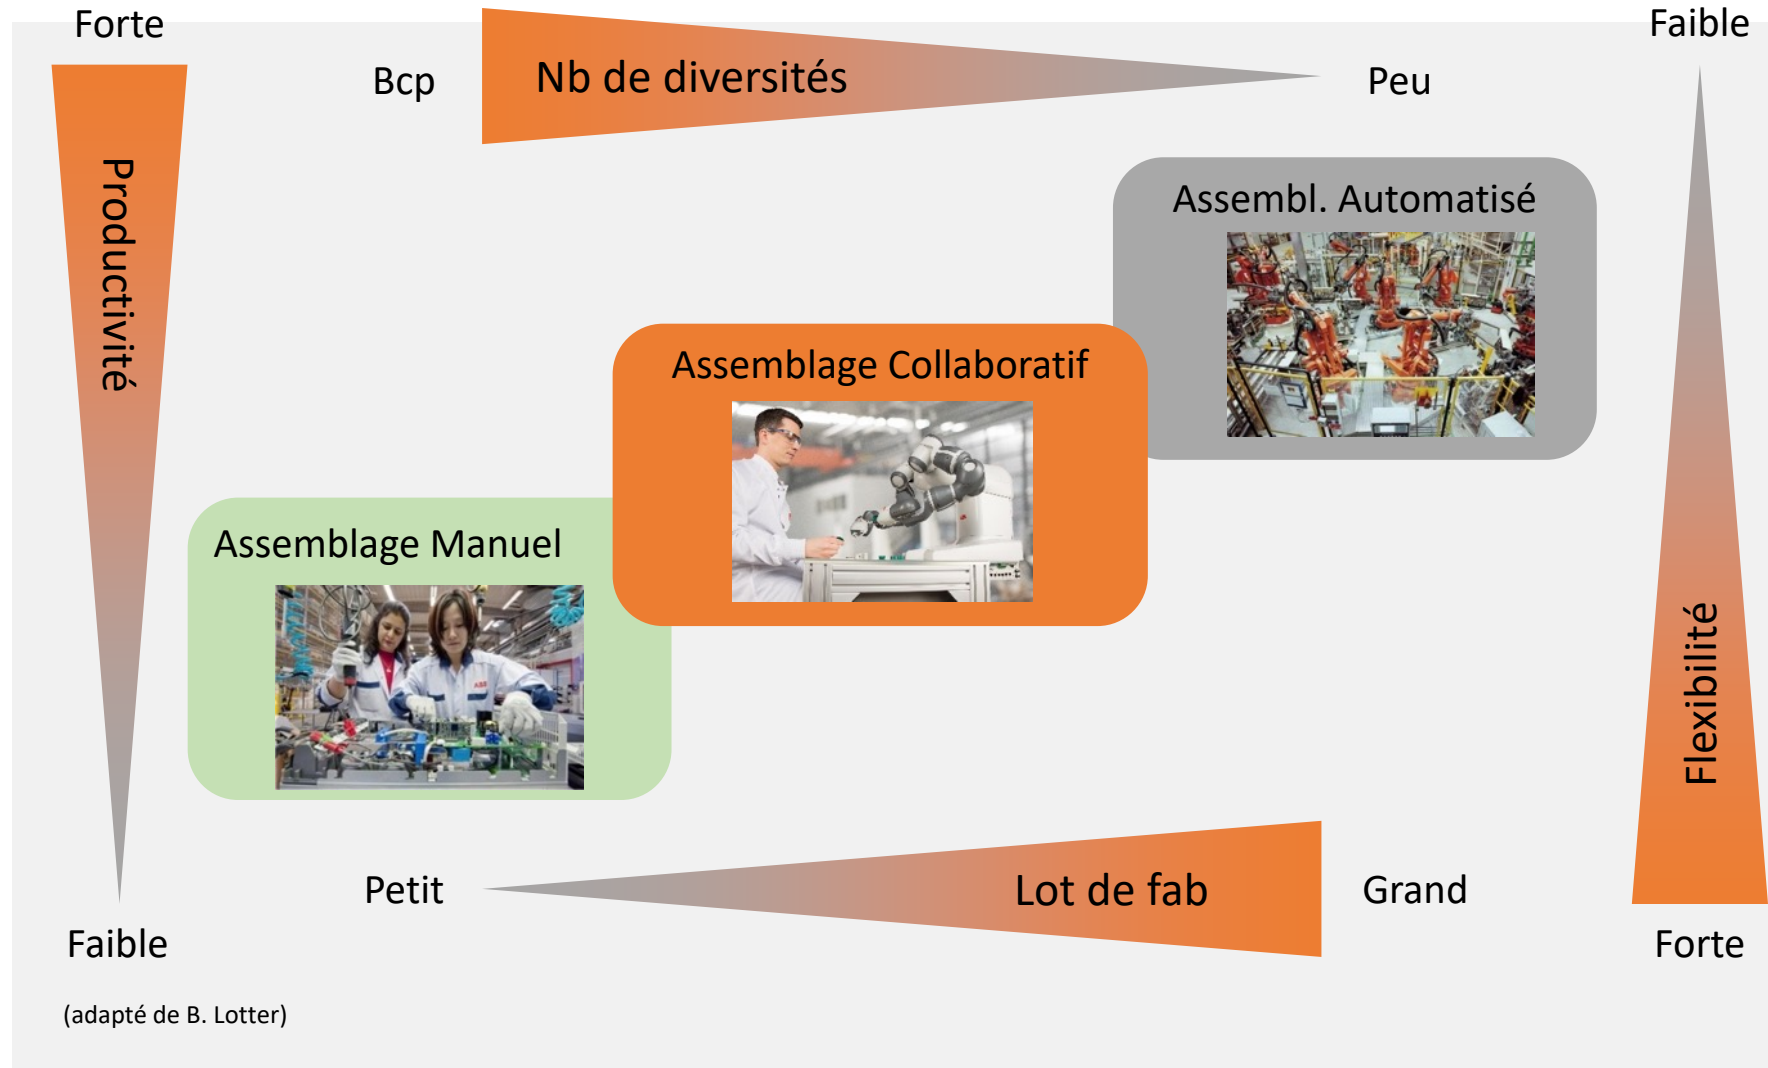 Forte
Faible
Bcp
Nb de diversités
Peu
Productivité
Assembl. Automatisé
Assemblage Collaboratif
Assemblage Manuel
ABB
Flexibilité
Petit
Lot de fab
Grand
Faible
Forte
(adapté de B. Lotter)